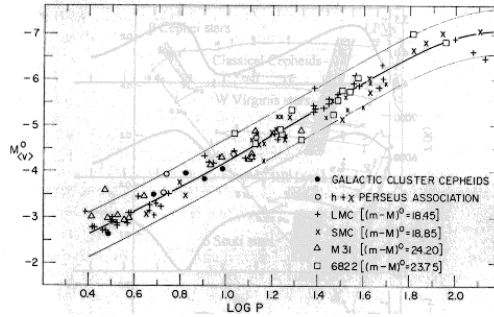 -7
-6
-5
M°<V>
-4
-3
-2
β Cephei stars
Classical Cepheids
W Virginis stars
● GALACTIC CLUSTER CEPHEIDS
○ h + χ PERSEUS ASSOCIATION
+ LMC [(m-M)°=18.45]
x SMC [(m-M)°=18.85]
△ M31 [(m-M)°=24.20]
□ 6822 [(m-M)°=23.75]
0.4 0.6 0.8 1.0 1.2 1.4 1.6 1.8 2.0
LOG P